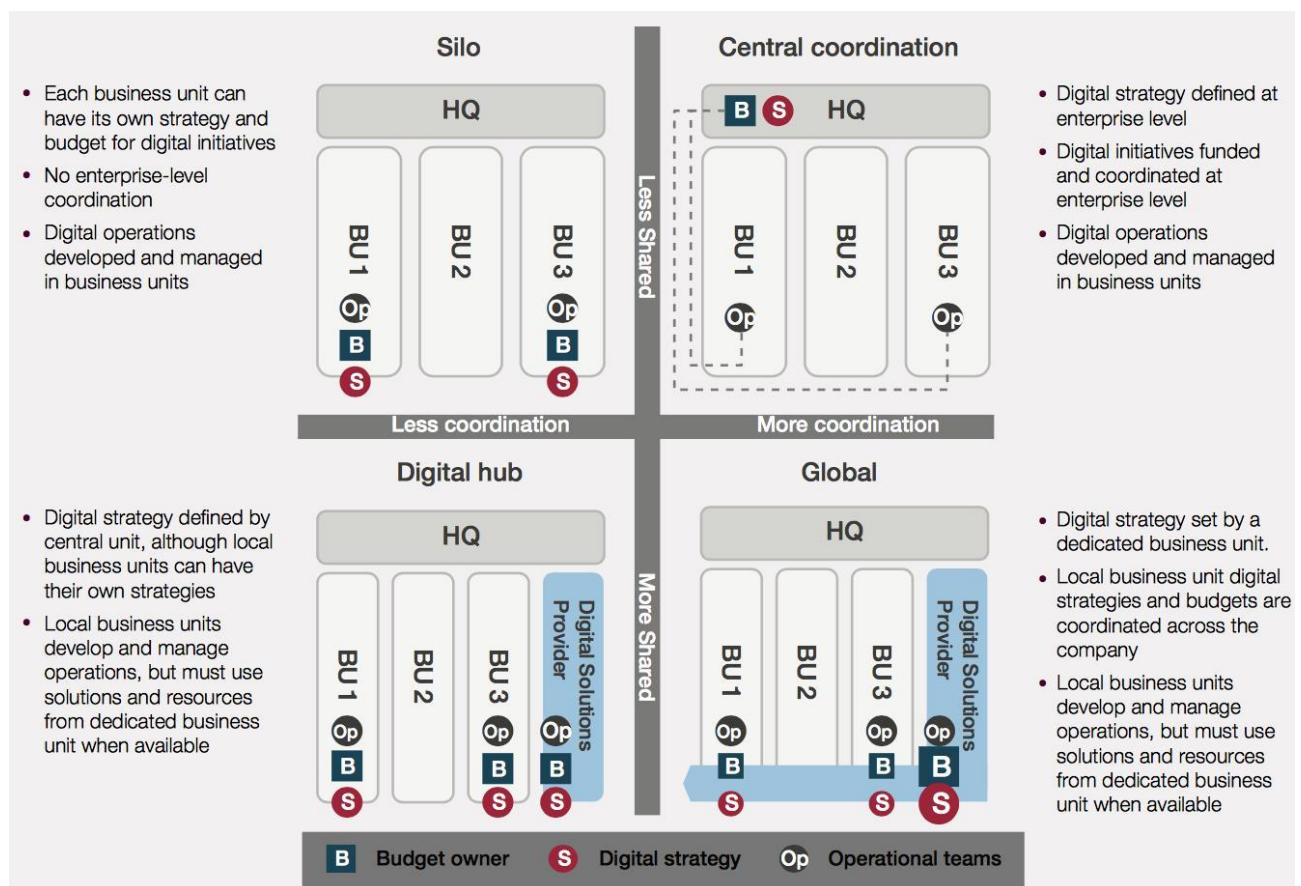 Silo
• Each business unit can
have its own strategy and
budget for digital initiatives
• No enterprise-level
coordination
• Digital operations
developed and managed
in business units
HQ
BU 1
Op
B
S
BU 2
BU 3
Op
B
S
Less Shared
Central coordination
B
S
HQ
BU 1
Op
BU 2
BU 3
Op
• Digital strategy defined at
enterprise level
• Digital initiatives funded
and coordinated at
enterprise level
• Digital operations
developed and managed
in business units
Less coordination
More coordination
Digital hub
• Digital strategy defined by
central unit, although local
business units can have
their own strategies
• Local business units
develop and manage
operations, but must use
solutions and resources
from dedicated business
unit when available
HQ
BU 1
Op
B
S
BU 2
BU 3
Op
B
S
Digital Solutions
Provider
Op
B
S
More Shared
Global
HQ
BU 1
Op
B
S
BU 2
BU 3
Op
B
S
Digital Solutions
Provider
Op
B
S
• Digital strategy set by a
dedicated business unit.
• Local business unit digital
strategies and budgets are
coordinated across the
company
• Local business units
develop and manage
operations, but must use
solutions and resources
from dedicated business
unit when available
B Budget owner
S Digital strategy
Op Operational teams